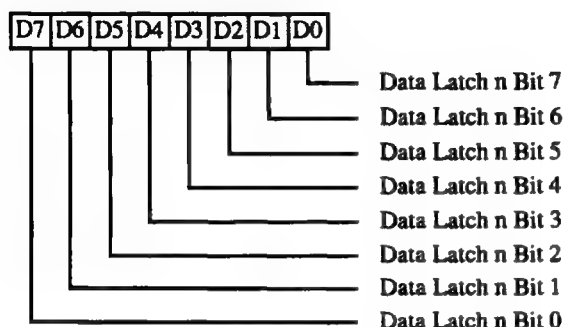 D7 D6 D5 D4 D3 D2 D1 D0
Data Latch n Bit 7
Data Latch n Bit 6
Data Latch n Bit 5
Data Latch n Bit 4
Data Latch n Bit 3
Data Latch n Bit 2
Data Latch n Bit 1
Data Latch n Bit 0